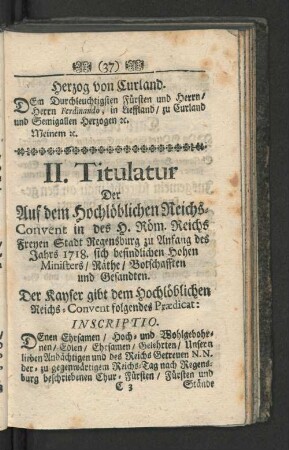 (37)
Herzog von Curland.
DEm Durchleuchtigsten Fürsten und Herrn/
Herrn Ferdinando, in Lieffland/ zu Curland
und Semigallen Herzogen ꝛc.
Meinem ꝛc.
II. Titulatur
Der
Auf dem Hochlöblichen Reichs-
Convent in des H. Röm. Reichs
Freyen Stadt Regensburg zu Anfang des
Jahrs 1718. sich befindlichen Hohen
Ministers/ Räthe/ Botschafften
und Gesandten.
Der Kayser gibt dem Hochlöblichen
Reichs-Convent folgendes Prædicat:
INSCRIPTIO.
DEnen Ehrsamen/ Hoch- und Wohlgebohr-
nen/ Edlen/ Ehrsamen/ Gelehrten/ Unsern
lieben Andächtigen und des Reichs Getreuen N. N.
der- zu gegenwärtigem Reichs-Tag nach Regens-
burg beschriebenen Chur-Fürsten/ Fürsten und
C 3 Stände